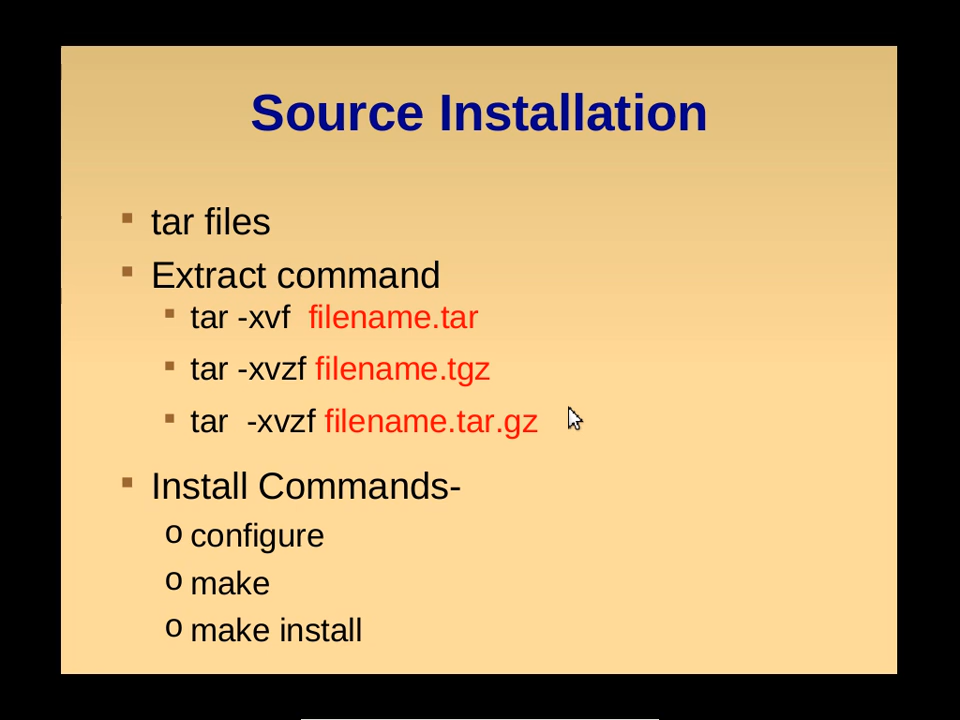 Source Installation
tar files
Extract command
tar -xvf  filename.tar
tar -xvzf filename.tgz
tar  -xvzf filename.tar.gz
Install Commands-
o configure
o make
o make install